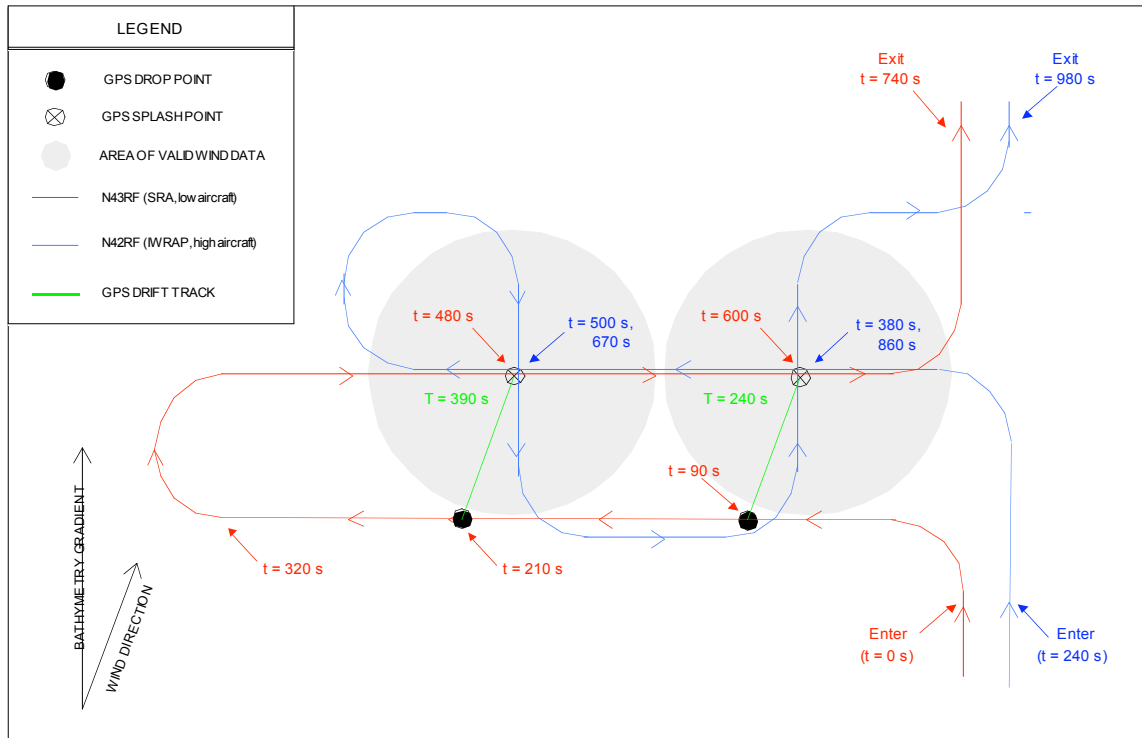 LEGEND
GPS DROP POINT
GPS SPLASH POINT
AREA OF VALID WIND DATA
N43RF (SRA, low aircraft)
N42RF (IWRAP, high aircraft)
GPS DRIFT TRACK
Exit
t = 740 s
Exit
t = 980 s
t = 480 s
t = 500 s,
670 s
t = 600 s
t = 380 s,
860 s
T = 390 s
T = 240 s
t = 90 s
t = 320 s
t = 210 s
BATHYMETRY GRADIENT
WIND DIRECTION
Enter
(t = 0 s)
Enter
(t = 240 s)